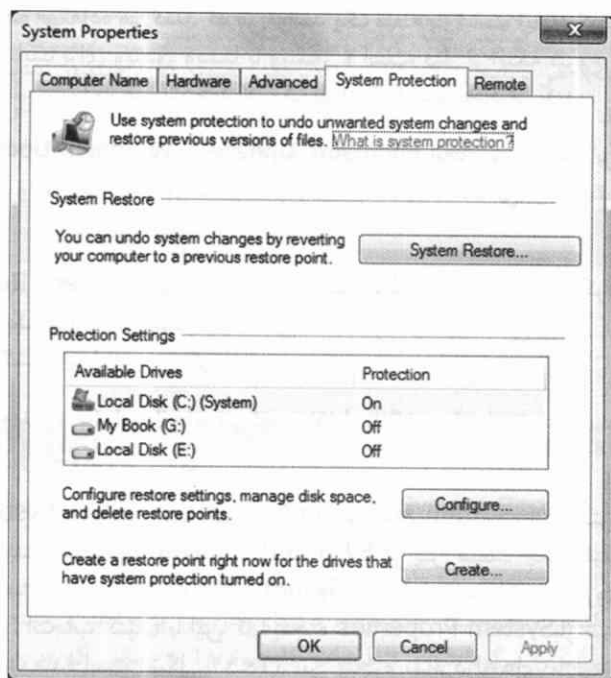 System Properties
Computer Name Hardware Advanced System Protection Remote
Use system protection to undo unwanted system changes and
restore previous versions of files. What is system protection?
System Restore
You can undo system changes by reverting
your computer to a previous restore point.
System Restore...
Protection Settings
Available Drives Protection
Local Disk (C:) (System) On
My Book (G:) Off
Local Disk (E:) Off
Configure restore settings, manage disk space,
and delete restore points.
Configure...
Create a restore point right now for the drives that
have system protection turned on.
Create...
OK Cancel Apply